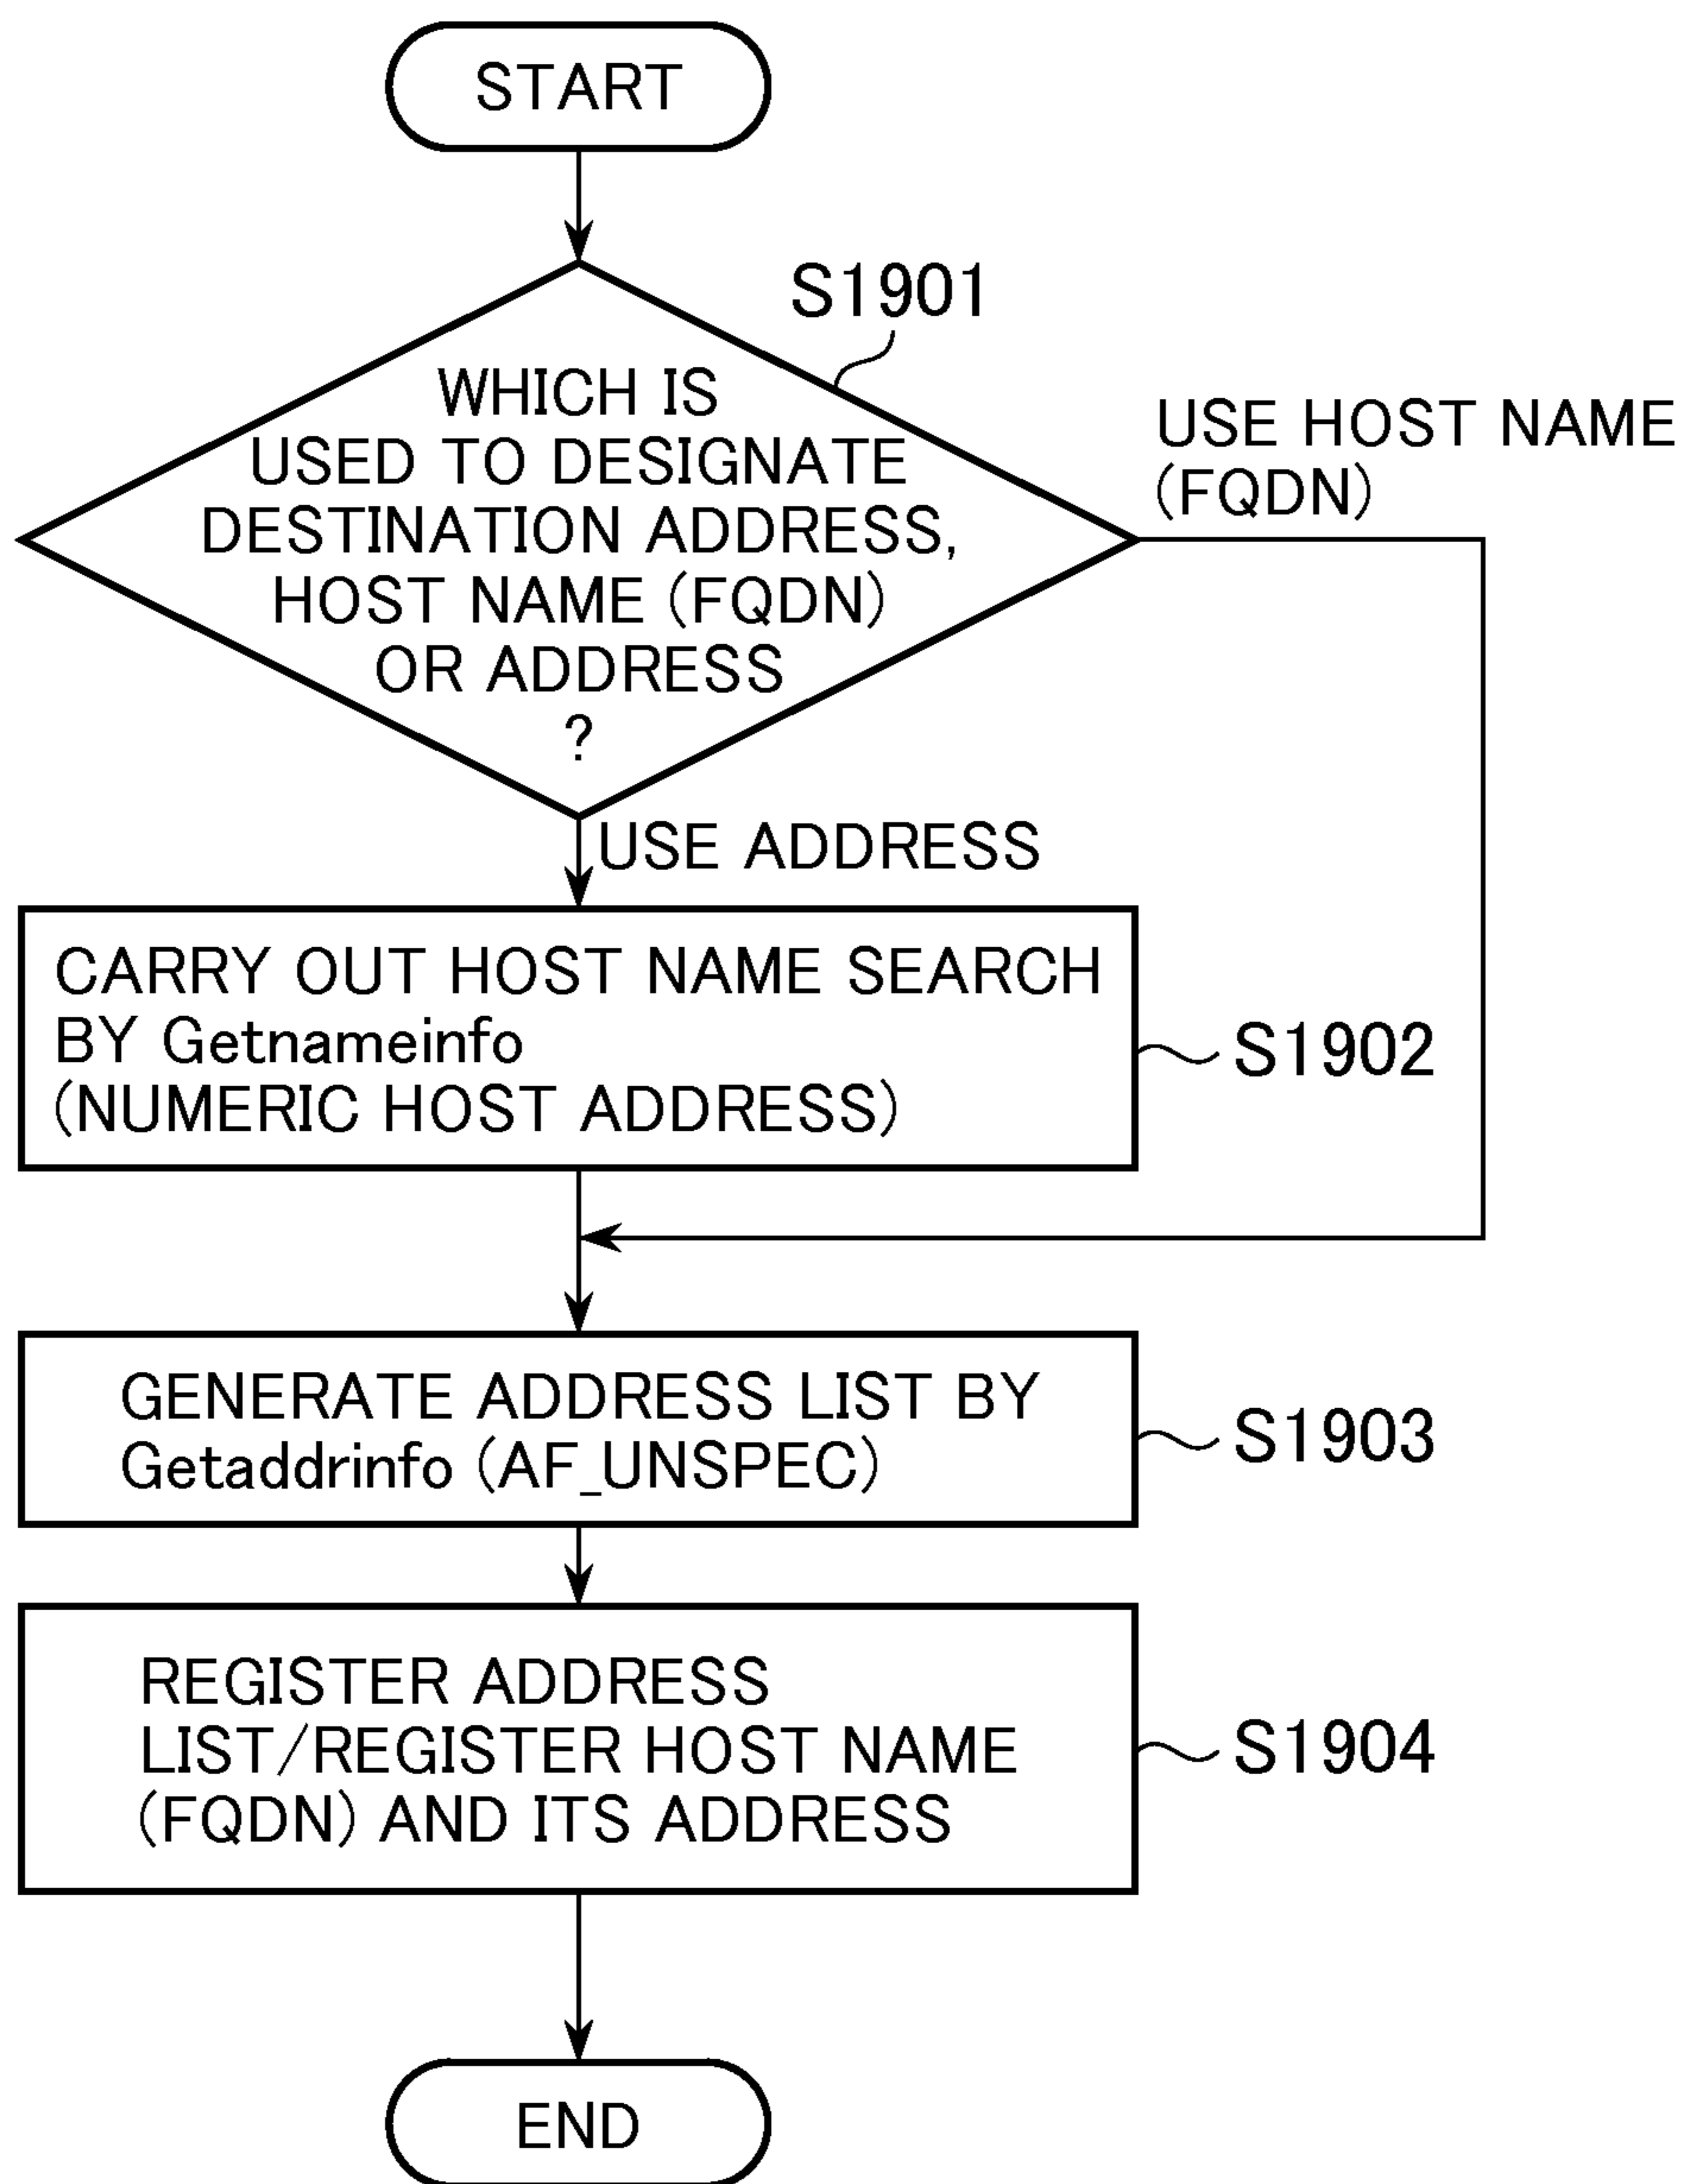 START
S1901
WHICH IS
USED TO DESIGNATE
DESTINATION ADDRESS,
HOST NAME (FQDN)
OR ADDRESS
?
USE HOST NAME
(FQDN)
USE ADDRESS
CARRY OUT HOST NAME SEARCH
BY Getnameinfo
(NUMERIC HOST ADDRESS)
S1902
GENERATE ADDRESS LIST BY
Getaddrinfo (AF_UNSPEC)
S1903
REGISTER ADDRESS
LIST/REGISTER HOST NAME
(FQDN) AND ITS ADDRESS
S1904
END